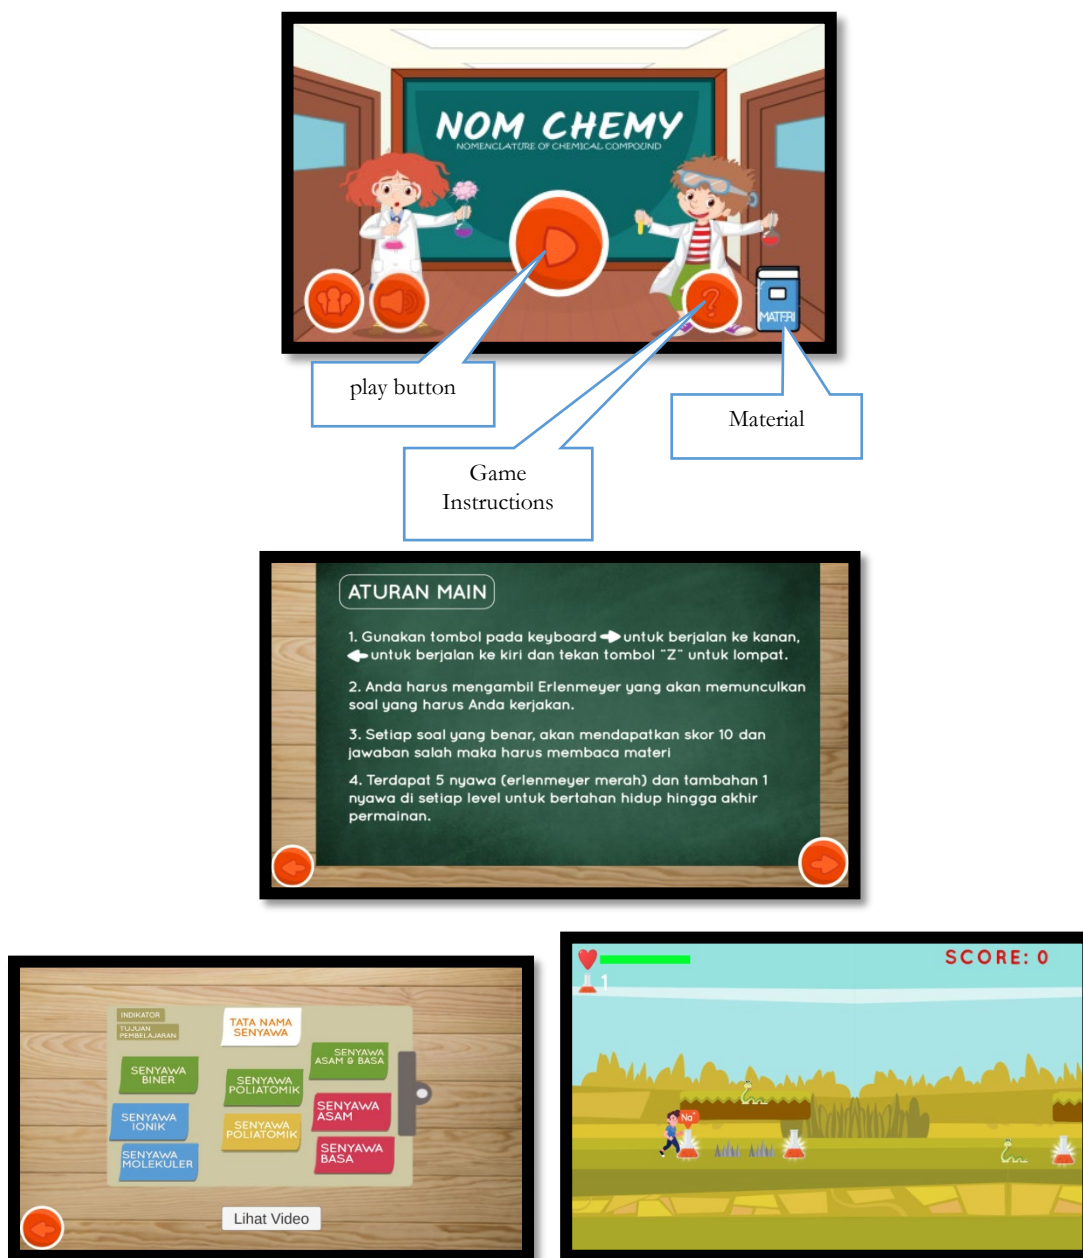 NOM CHEMY
NOMENCLATURE OF CHEMICAL COMPOUND
MATERI
play button
Material
Game
Instructions
ATURAN MAIN
1. Gunakan tombol pada keyboard untuk berjalan ke kanan,
untuk berjalan ke kiri dan tekan tombol "Z" untuk lompat.
2. Anda harus mengambil Erlenmeyer yang akan memunculkan
soal yang harus Anda kerjakan.
3. Setiap soal yang benar, akan mendapatkan skor 10 dan
jawaban salah maka harus membaca materi
4. Terdapat 5 nyawa (erlenmeyer merah) dan tambahan 1
nyawa di setiap level untuk bertahan hidup hingga akhir
permainan.
INDIKATOR
TUJUAN
PEMBELAJARAN
TATA NAMA
SENYAWA
SENYAWA
ASAM & BASA
SENYAWA
BINER
SENYAWA
POLIATOMIK
SENYAWA
IONIK
SENYAWA
POLIATOMIK
SENYAWA
ASAM
SENYAWA
MOLEKULER
SENYAWA
BASA
Lihat Video
SCORE: 0
1
Na+